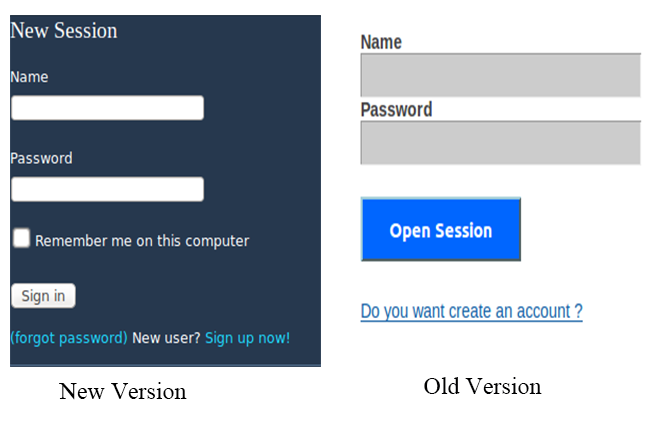 New Session
Name
Password
Remember me on this computer
Sign in
(forgot password) New user? Sign up now!
New Version
Name
Password
Open Session
Do you want create an account ?
Old Version